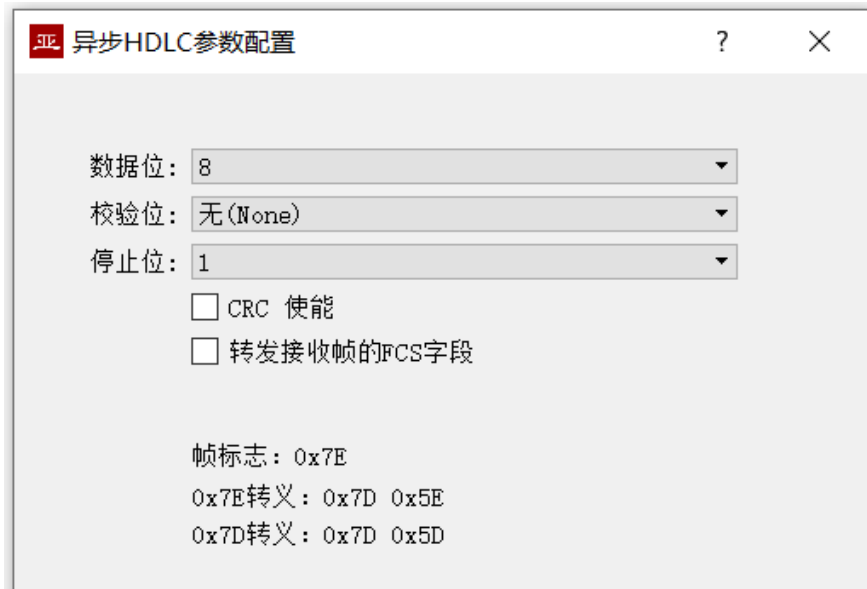 亚 异步HDLC参数配置 ?
数据位: 8
校验位: 无(None)
停止位: 1
CRC 使能
转发接收帧的FCS字段
帧标志: 0x7E
0x7E转义: 0x7D 0x5E
0x7D转义: 0x7D 0x5D